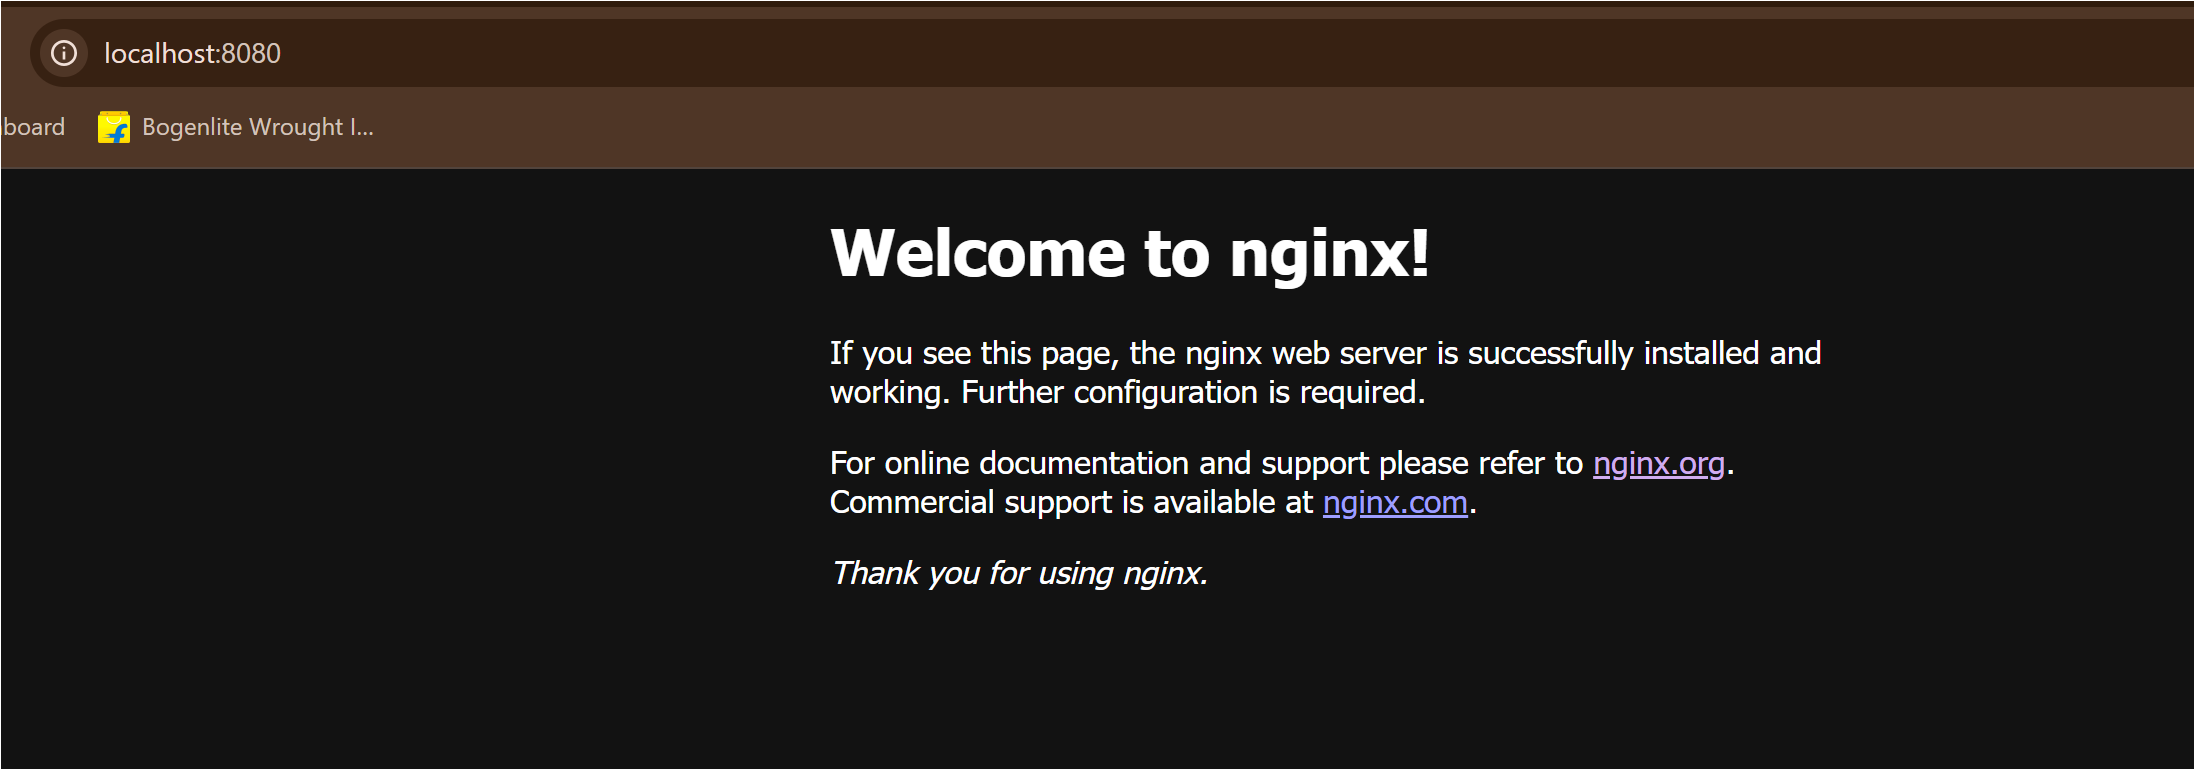 localhost:8080
board
Bogenlite Wrought I...
Welcome to nginx!
If you see this page, the nginx web server is successfully installed and
working. Further configuration is required.
For online documentation and support please refer to nginx.org.
Commercial support is available at nginx.com.
Thank you for using nginx.